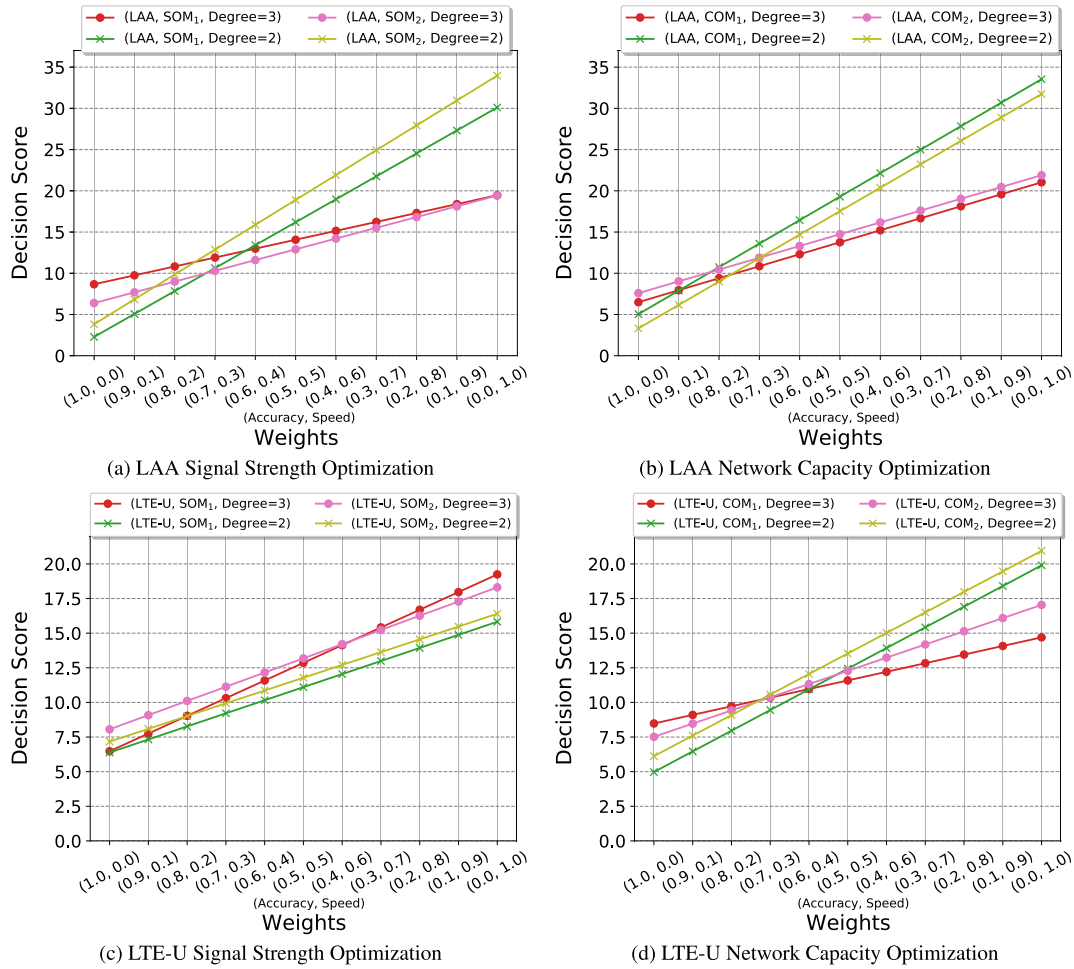 (LAA, SOM₁, Degree=3) (LAA, SOM₂, Degree=3)
(LAA, SOM₁, Degree=2) (LAA, SOM₂, Degree=2)
35
30
25
20
15
10
5
0
Decision Score
(1.0, 0.0) (0.9, 0.1) (0.8, 0.2) (0.7, 0.3) (0.6, 0.4) (0.5, 0.5) (0.4, 0.6) (0.3, 0.7) (0.2, 0.8) (0.1, 0.9) (0.0, 1.0)
(Accuracy, Speed)
Weights
(a) LAA Signal Strength Optimization
(LAA, COM₁, Degree=3) (LAA, COM₂, Degree=3)
(LAA, COM₁, Degree=2) (LAA, COM₂, Degree=2)
35
30
25
20
15
10
5
0
Decision Score
(1.0, 0.0) (0.9, 0.1) (0.8, 0.2) (0.7, 0.3) (0.6, 0.4) (0.5, 0.5) (0.4, 0.6) (0.3, 0.7) (0.2, 0.8) (0.1, 0.9) (0.0, 1.0)
(Accuracy, Speed)
Weights
(b) LAA Network Capacity Optimization
(LTE-U, SOM₁, Degree=3) (LTE-U, SOM₂, Degree=3)
(LTE-U, SOM₁, Degree=2) (LTE-U, SOM₂, Degree=2)
20.0
17.5
15.0
12.5
10.0
7.5
5.0
2.5
0.0
Decision Score
(1.0, 0.0) (0.9, 0.1) (0.8, 0.2) (0.7, 0.3) (0.6, 0.4) (0.5, 0.5) (0.4, 0.6) (0.3, 0.7) (0.2, 0.8) (0.1, 0.9) (0.0, 1.0)
(Accuracy, Speed)
Weights
(c) LTE-U Signal Strength Optimization
(LTE-U, COM₁, Degree=3) (LTE-U, COM₂, Degree=3)
(LTE-U, COM₁, Degree=2) (LTE-U, COM₂, Degree=2)
20.0
17.5
15.0
12.5
10.0
7.5
5.0
2.5
0.0
Decision Score
(1.0, 0.0) (0.9, 0.1) (0.8, 0.2) (0.7, 0.3) (0.6, 0.4) (0.5, 0.5) (0.4, 0.6) (0.3, 0.7) (0.2, 0.8) (0.1, 0.9) (0.0, 1.0)
(Accuracy, Speed)
Weights
(d) LTE-U Network Capacity Optimization